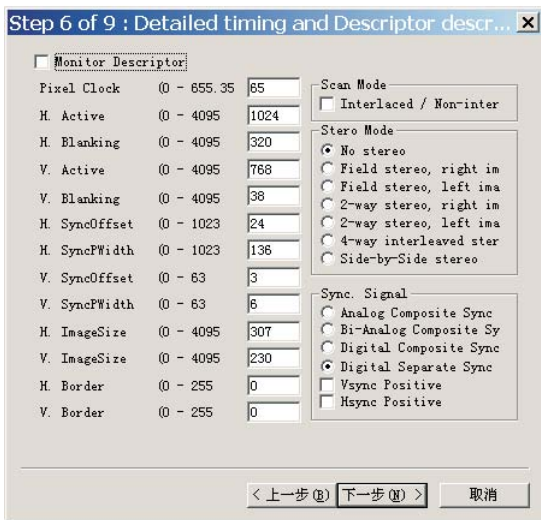 Step 6 of 9 : Detailed timing and Descriptor descr...
Monitor Descriptor
Pixel Clock (0 - 655.35 65
H. Active (0 - 4095 1024
H. Blanking (0 - 4095 320
V. Active (0 - 4095 768
V. Blanking (0 - 4095 38
H. SyncOffset (0 - 1023 24
H. SyncPWidth (0 - 1023 136
V. SyncOffset (0 - 63 3
V. SyncPWidth (0 - 63 6
H. ImageSize (0 - 4095 307
V. ImageSize (0 - 4095 230
H. Border (0 - 255 0
V. Border (0 - 255 0
Scan Mode
Interlaced / Non-inter
Stero Mode
No stereo
Field stereo, right im
Field stereo, left ima
2-way stereo, right im
2-way stereo, left ima
4-way interleaved ster
Side-by-Side stereo
Sync. Signal
Analog Composite Sync
Bi-Analog Composite Sy
Digital Composite Sync
Digital Separate Sync
Vsync Positive
Hsync Positive
< 上一步(B) 下一步(N) > 取消